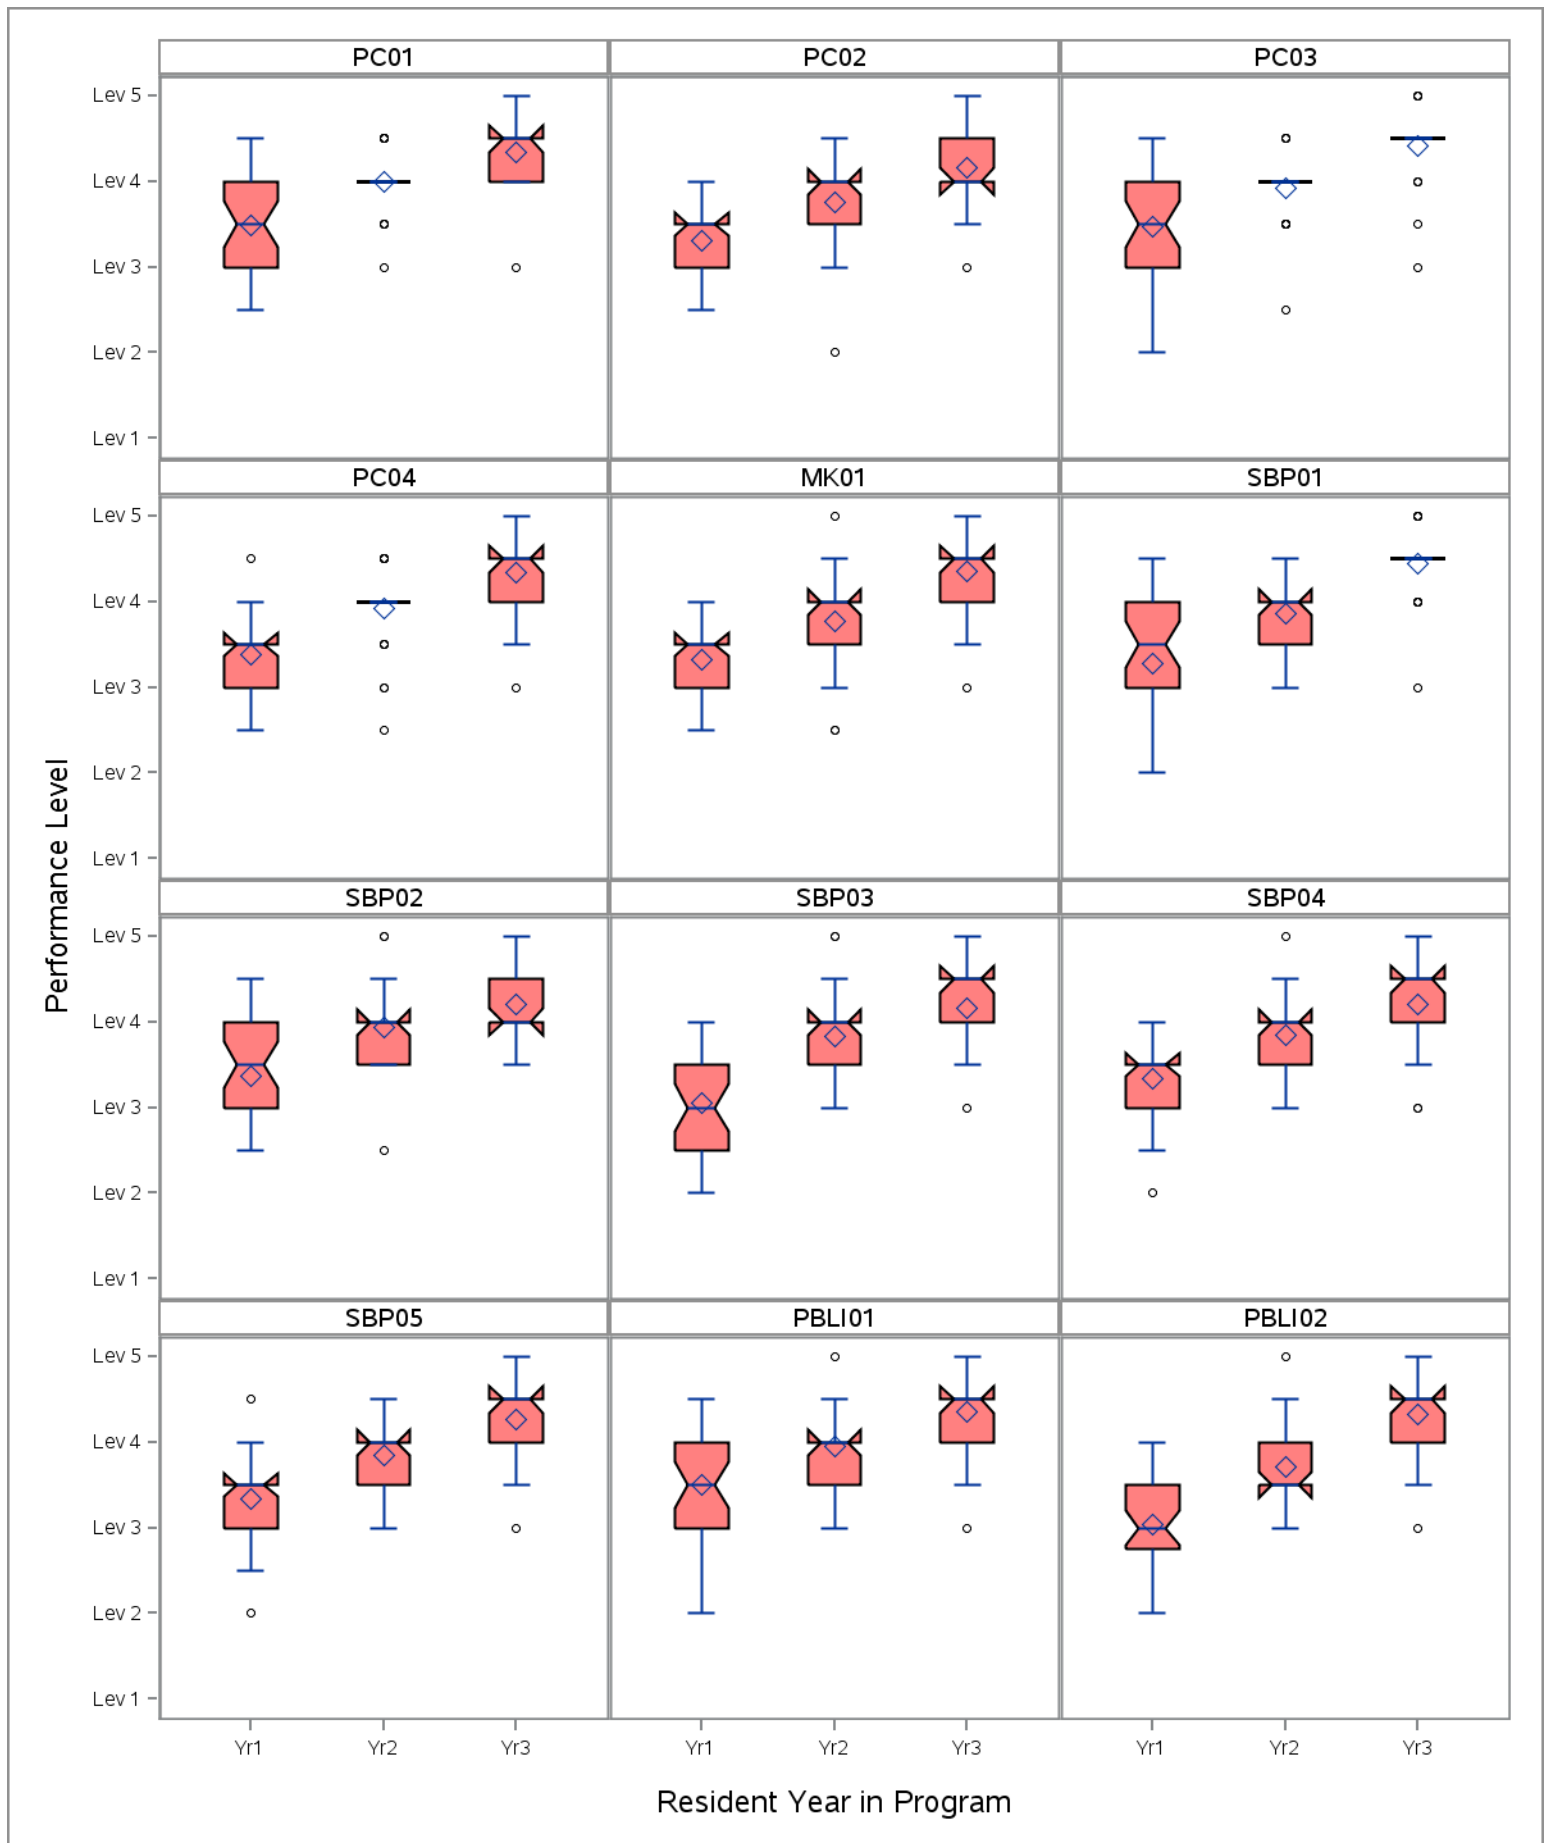 PC01 PC02 PC03
Lev 5
Lev 4
Lev 3
Lev 2
Lev 1
PC04 MK01 SBP01
Lev 5
Lev 4
Lev 3
Lev 2
Lev 1
Performance Level
SBP02 SBP03 SBP04
Lev 5
Lev 4
Lev 3
Lev 2
Lev 1
SBP05 PBLI01 PBLI02
Lev 5
Lev 4
Lev 3
Lev 2
Lev 1
Yr1 Yr2 Yr3 Yr1 Yr2 Yr3 Yr1 Yr2 Yr3
Resident Year in Program